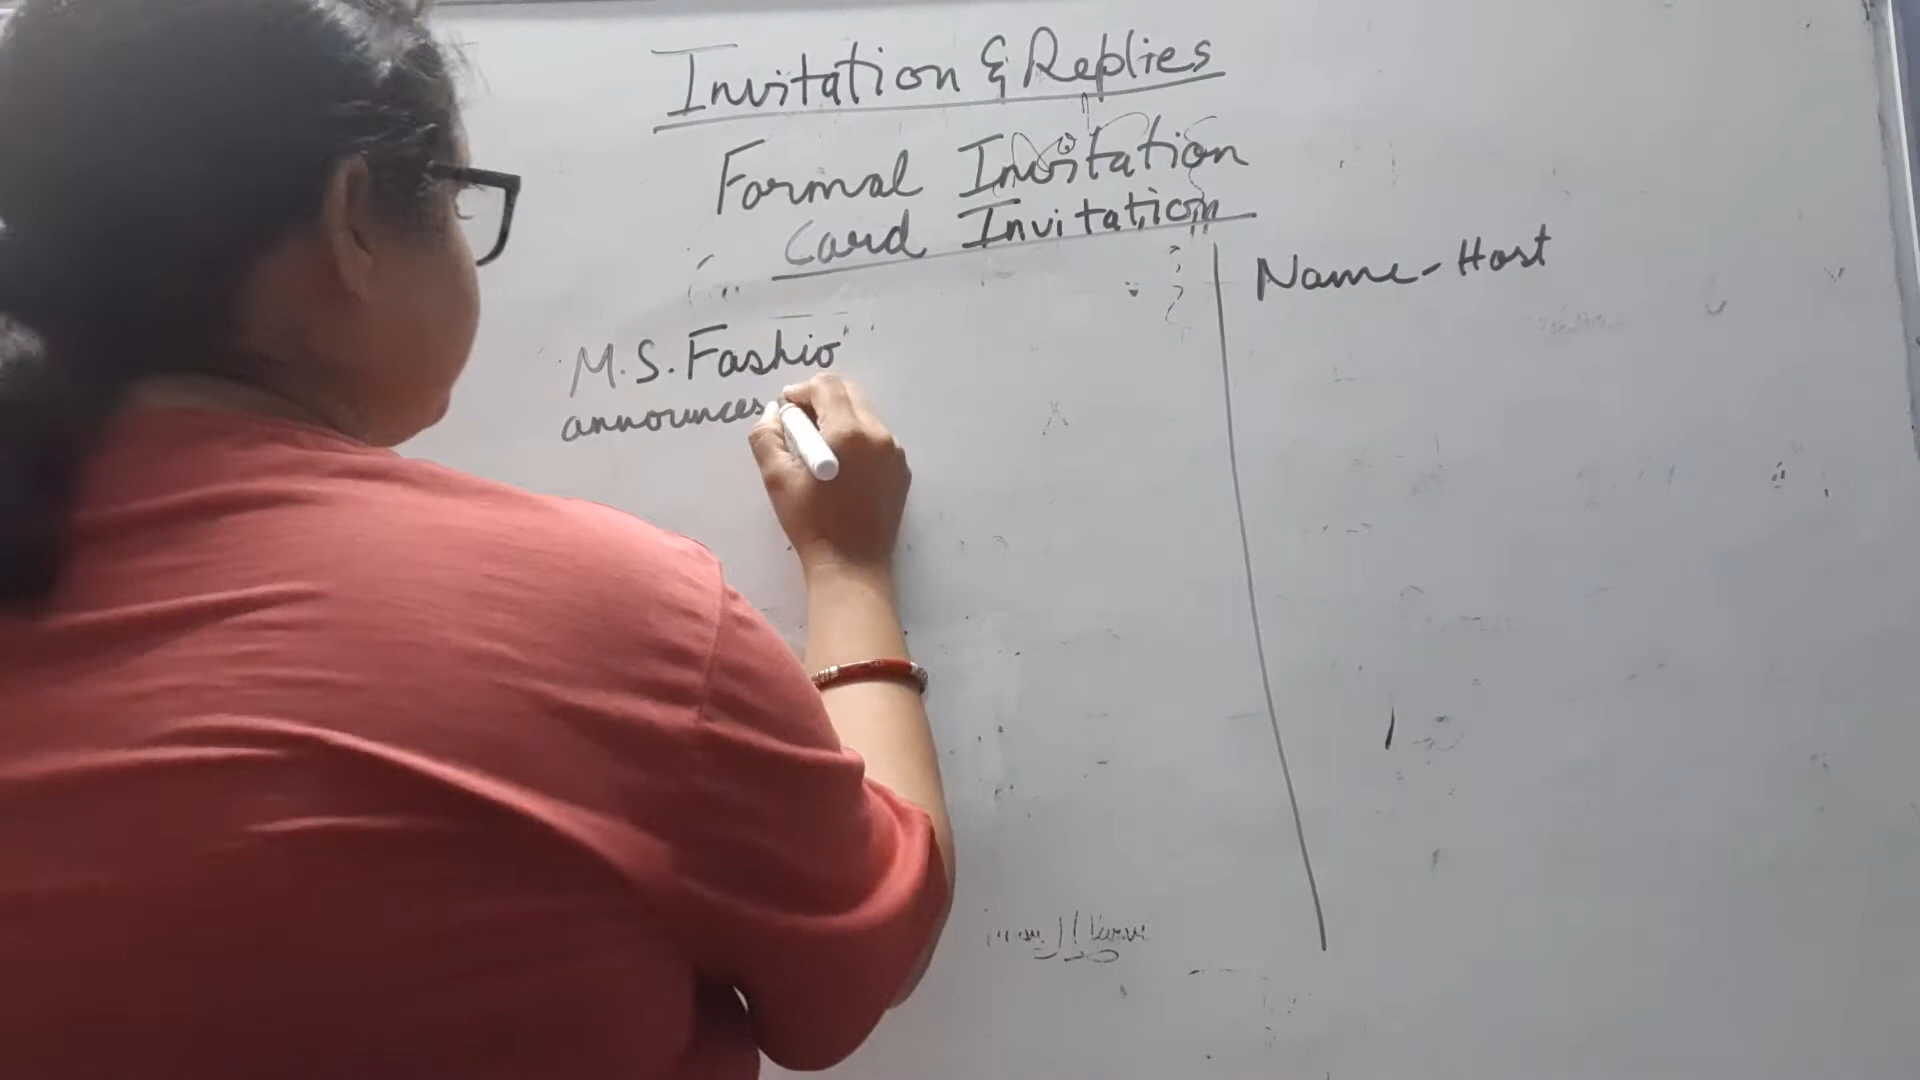 Invitation & Replies
Formal Invitation
Card Invitation
M.S. Fashio
announces
Name - Host